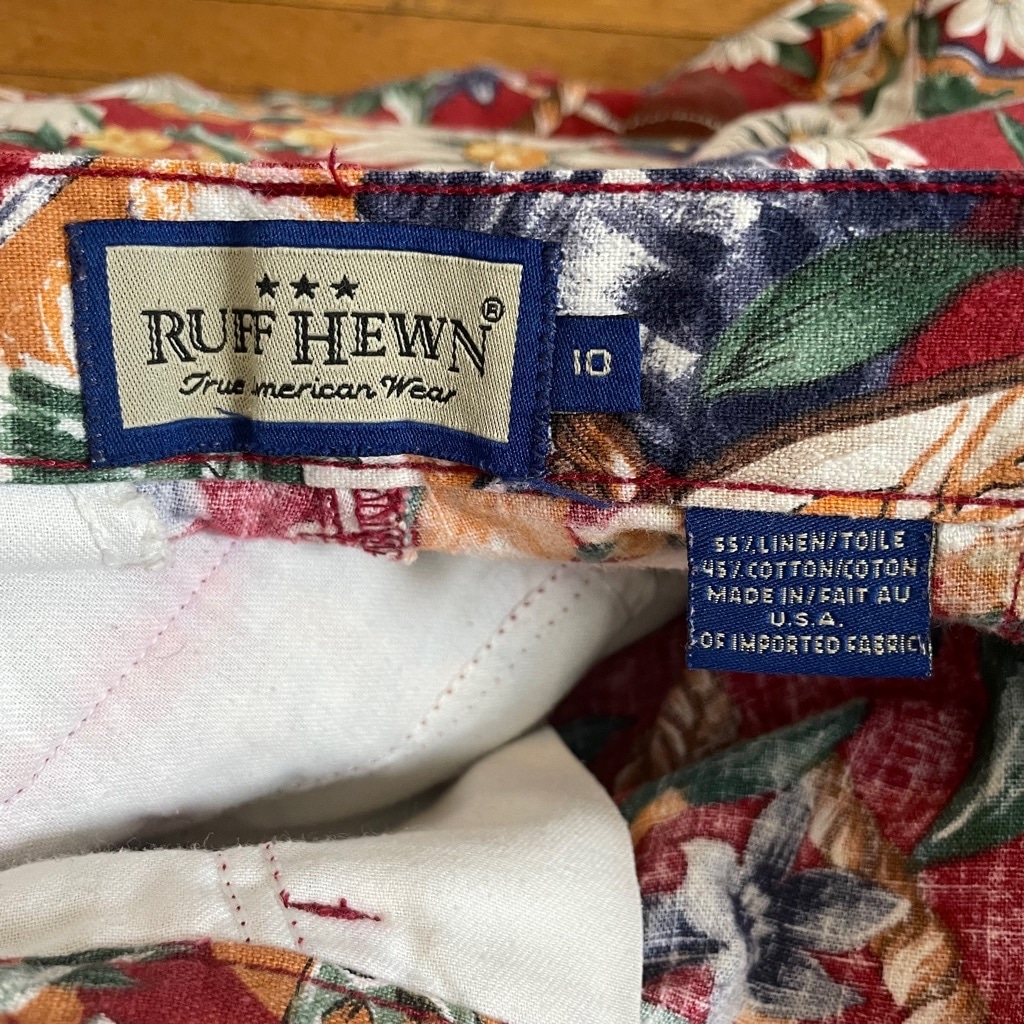 ★★★
RUFF HEWN®
True American Wear
10
55% LINEN/TOILE
45% COTTON/COTON
MADE IN/FAIT AU
U.S.A.
OF IMPORTED FABRIC